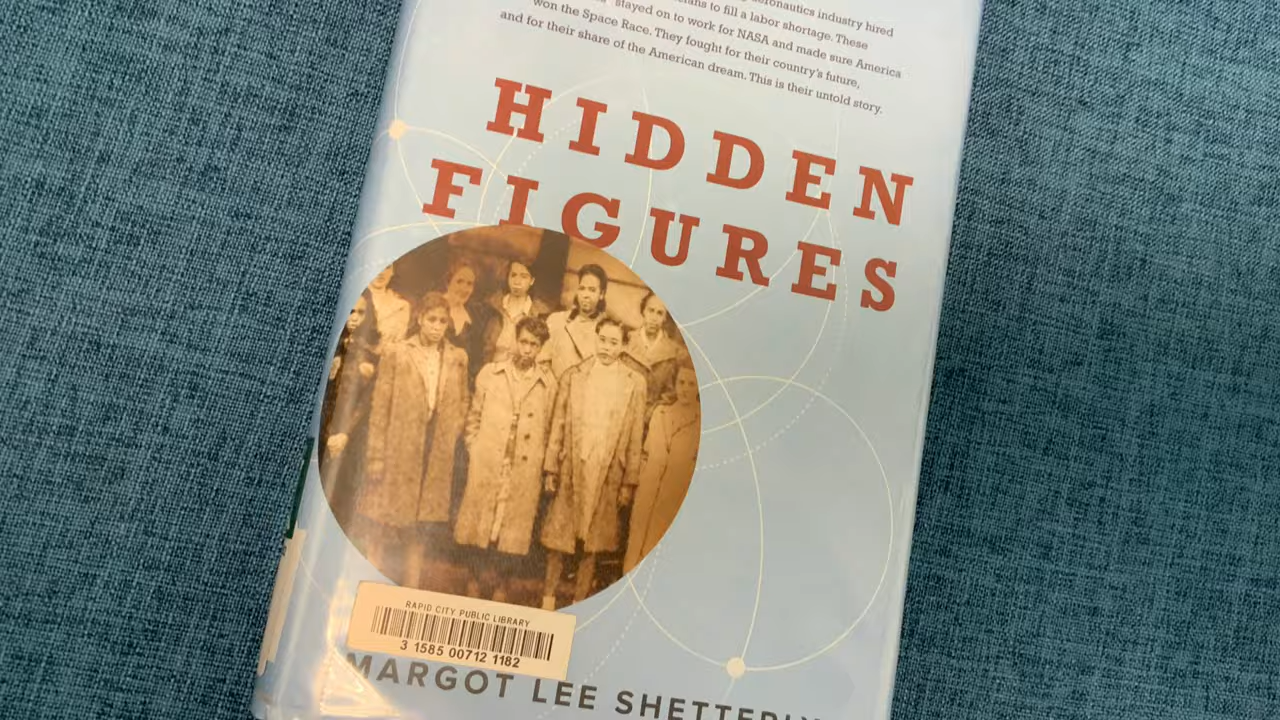 aeronautics industry hired
to fill a labor shortage. These
stayed on to work for NASA and made sure America
won the Space Race. They fought for their country's future,
and for their share of the American dream. This is their untold story.
HIDDEN
FIGURES
RAPID CITY PUBLIC LIBRARY
3 1585 00712 1182
MARGOT LEE SHETTERLY